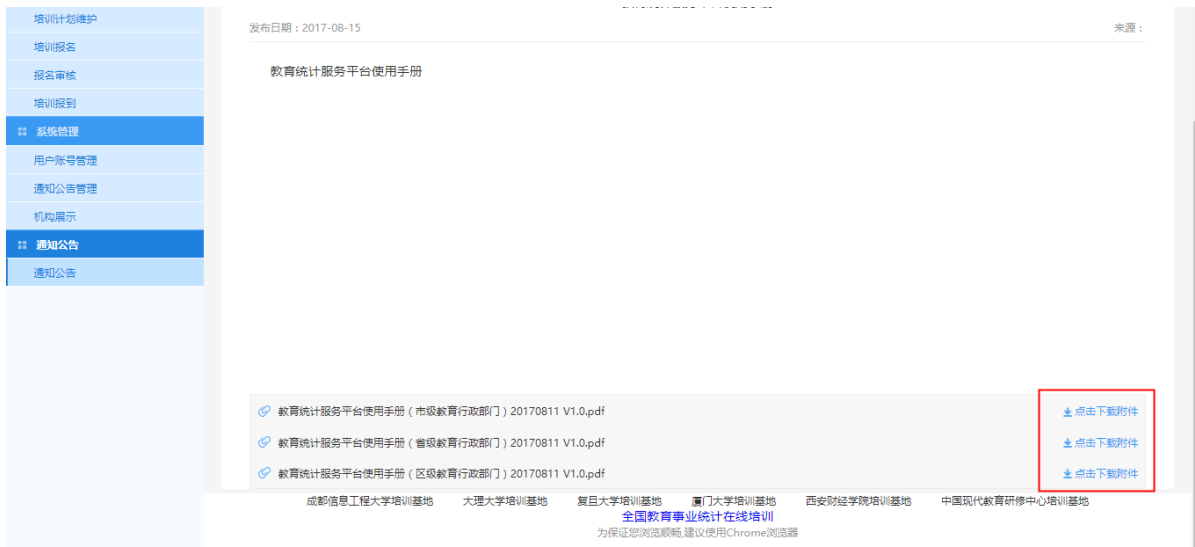 培训计划维护
培训报名
报名审核
培训报到
系统管理
用户账号管理
通知公告管理
机构展示
通知公告
通知公告
发布日期：2017-08-15
来源：
教育统计服务平台使用手册
教育统计服务平台使用手册（市级教育行政部门）20170811 V1.0.pdf 点击下载附件
教育统计服务平台使用手册（省级教育行政部门）20170811 V1.0.pdf 点击下载附件
教育统计服务平台使用手册（区级教育行政部门）20170811 V1.0.pdf 点击下载附件
成都信息工程大学培训基地 大理大学培训基地 复旦大学培训基地 厦门大学培训基地 西安财经学院培训基地 中国现代教育研修中心培训基地
全国教育事业统计在线培训
为保证您浏览顺畅,建议使用Chrome浏览器